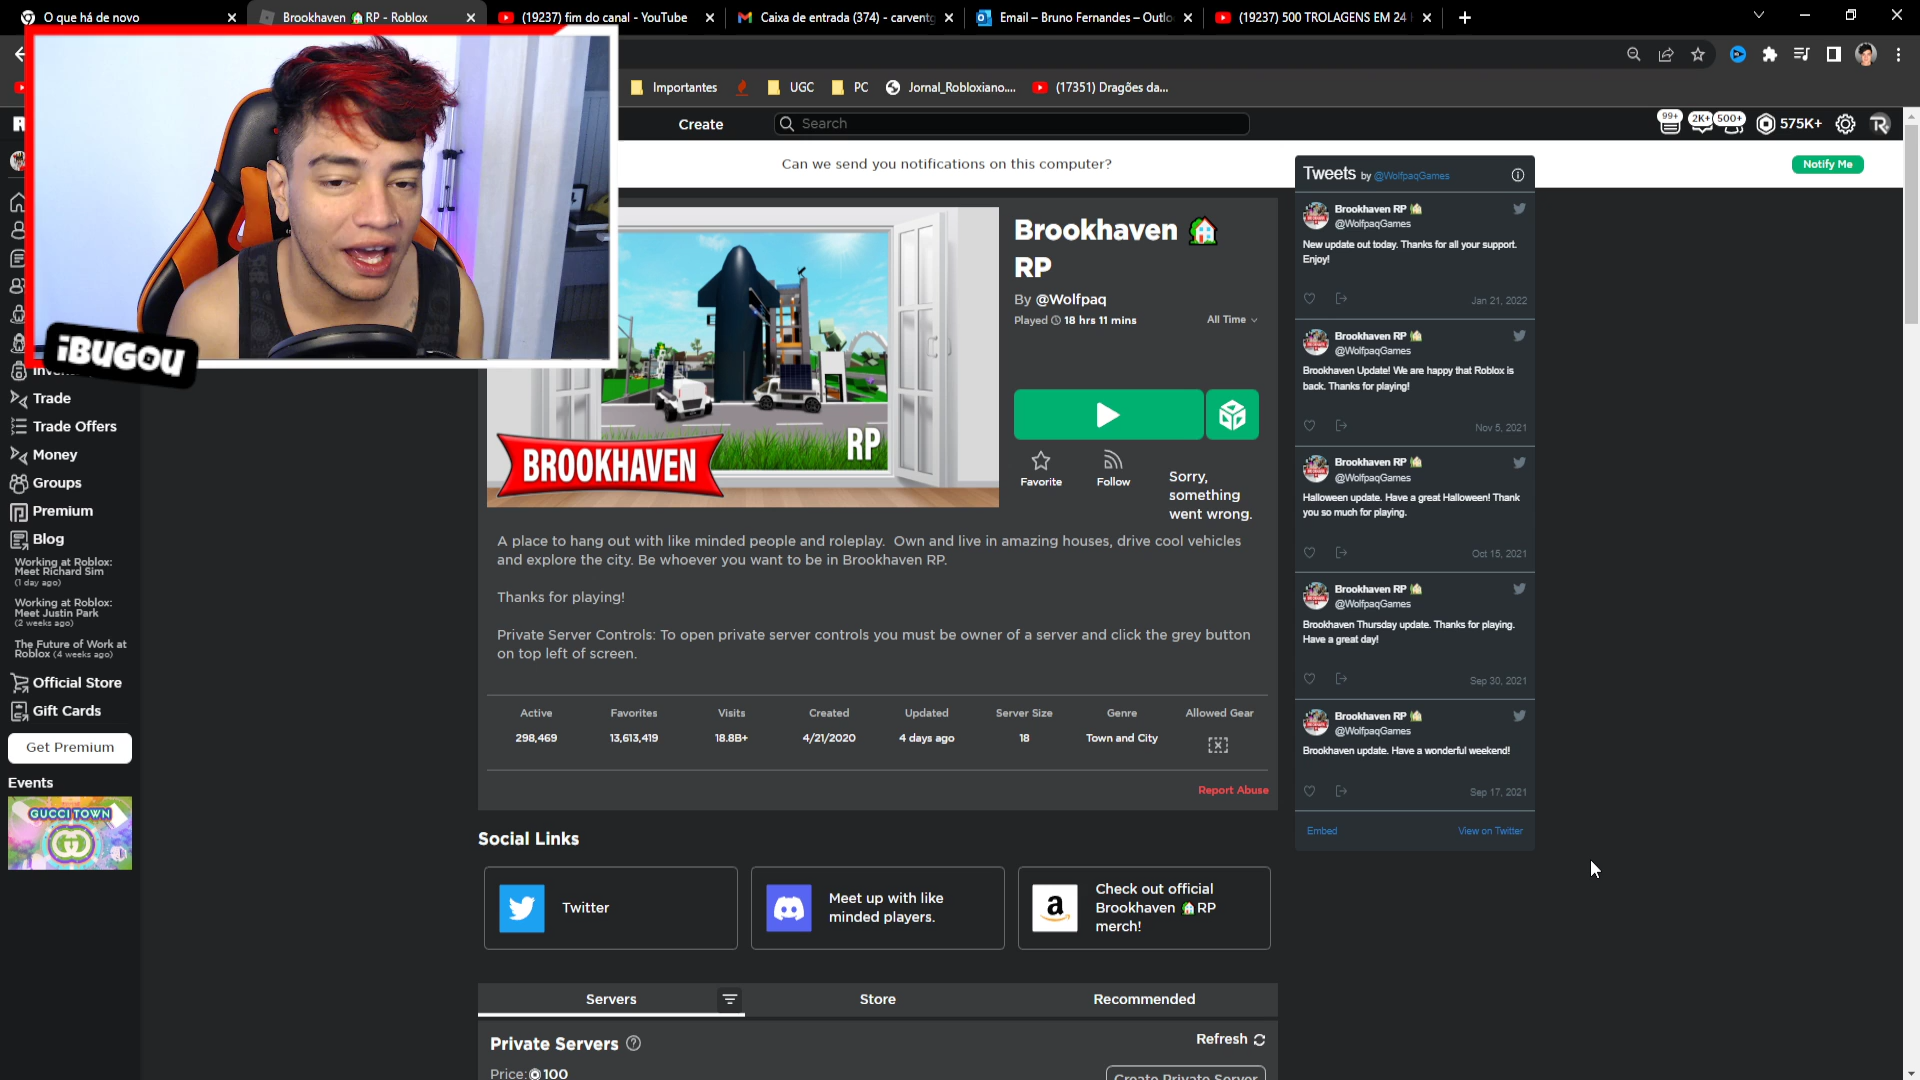 O que há de novo
Brookhaven 🏠RP - Roblox
(19237) fim do canal - YouTube
Caixa de entrada (374) - carventg
Email – Bruno Fernandes – Outlo
(19237) 500 TROLAGENS EM 24
Importantes
UGC
PC
Jornal_Robloxiano....
(17351) Dragões da...
Create
Search
99+
2K+
500+
575K+
Can we send you notifications on this computer?
Notify Me
iBUGOU
Trade
Trade Offers
Money
Groups
Premium
Blog
Working at Roblox:
Meet Richard Sim
(1 day ago)
Working at Roblox:
Meet Justin Park
(2 weeks ago)
The Future of Work at
Roblox (4 weeks ago)
Official Store
Gift Cards
Get Premium
Events
GUCCI TOWN
BROOKHAVEN
RP
Brookhaven 🏠
RP
By @Wolfpaq
Played 18 hrs 11 mins
All Time
Favorite
Follow
Sorry,
something
went wrong.
A place to hang out with like minded people and roleplay. Own and live in amazing houses, drive cool vehicles
and explore the city. Be whoever you want to be in Brookhaven RP.
Thanks for playing!
Private Server Controls: To open private server controls you must be owner of a server and click the grey button
on top left of screen.
Active
298,469
Favorites
13,613,419
Visits
18.8B+
Created
4/21/2020
Updated
4 days ago
Server Size
18
Genre
Town and City
Allowed Gear
Report Abuse
Social Links
Twitter
Meet up with like
minded players.
Check out official
Brookhaven 🏠RP
merch!
Servers
Store
Recommended
Private Servers
Refresh
Price: 100
Create Private Server
Tweets by @WolfpaqGames
Brookhaven RP 🏠
@WolfpaqGames
New update out today. Thanks for all your support.
Enjoy!
Jan 21, 2022
Brookhaven RP 🏠
@WolfpaqGames
Brookhaven Update! We are happy that Roblox is
back. Thanks for playing!
Nov 5, 2021
Brookhaven RP 🏠
@WolfpaqGames
Halloween update. Have a great Halloween! Thank
you so much for playing.
Oct 15, 2021
Brookhaven RP 🏠
@WolfpaqGames
Brookhaven Thursday update. Thanks for playing.
Have a great day!
Sep 30, 2021
Brookhaven RP 🏠
@WolfpaqGames
Brookhaven update. Have a wonderful weekend!
Sep 17, 2021
Embed
View on Twitter